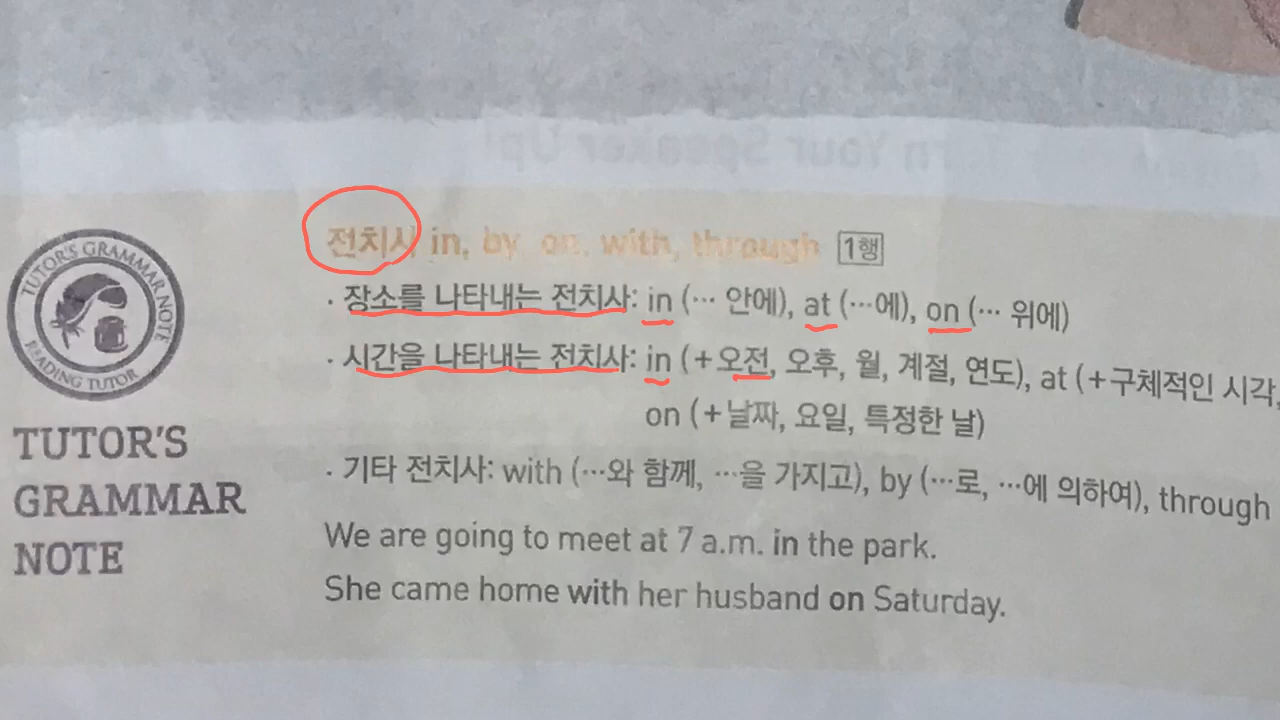 TUTOR'S GRAMMAR NOTE
READING TUTOR
TUTOR'S
GRAMMAR
NOTE
전치사 in, by, on, with, through 1행
· 장소를 나타내는 전치사: in (… 안에), at (…에), on (… 위에)
· 시간을 나타내는 전치사: in (+오전, 오후, 월, 계절, 연도), at (+구체적인 시각,
on (+날짜, 요일, 특정한 날)
· 기타 전치사: with (…와 함께, …을 가지고), by (…로, …에 의하여), through
We are going to meet at 7 a.m. in the park.
She came home with her husband on Saturday.